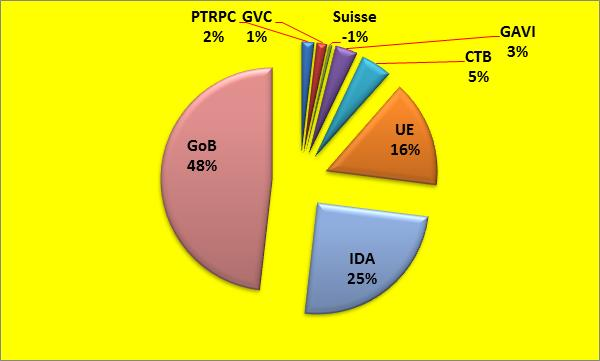 PTRPC
2%
GVC
1%
Suisse
-1%
GAVI
3%
CTB
5%
UE
16%
IDA
25%
GoB
48%